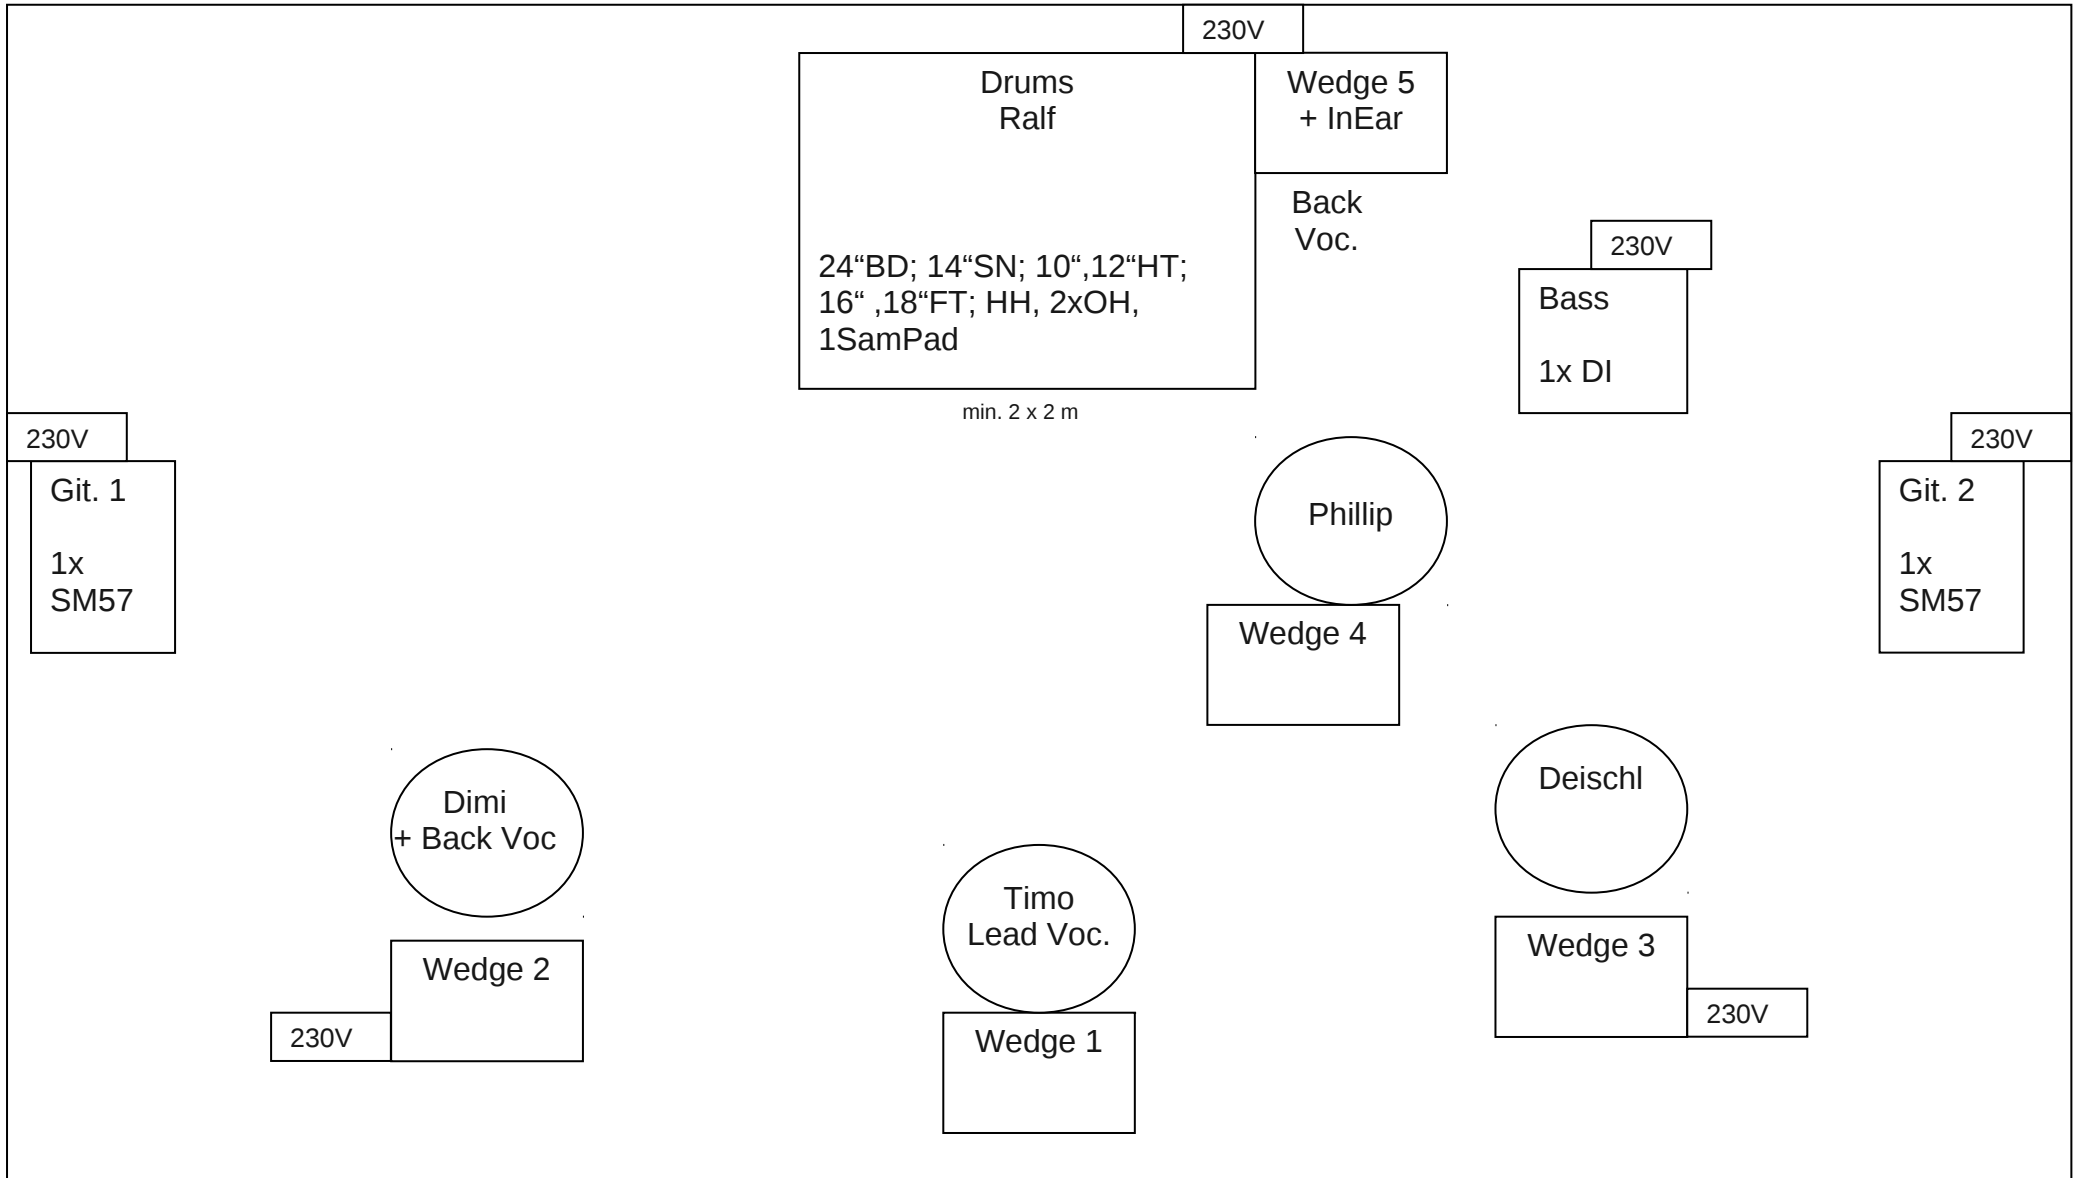 230V
Drums
Ralf
24“BD; 14“SN; 10“,12“HT;
16“ ,18“FT; HH, 2xOH,
1SamPad
min. 2 x 2 m
Wedge 5
+ InEar
Back
Voc.
230V
Bass
1x DI
230V
Git. 1
1x
SM57
230V
Git. 2
1x
SM57
Phillip
Wedge 4
Dimi
+ Back Voc
Wedge 2
230V
Timo
Lead Voc.
Wedge 1
Deischl
Wedge 3
230V